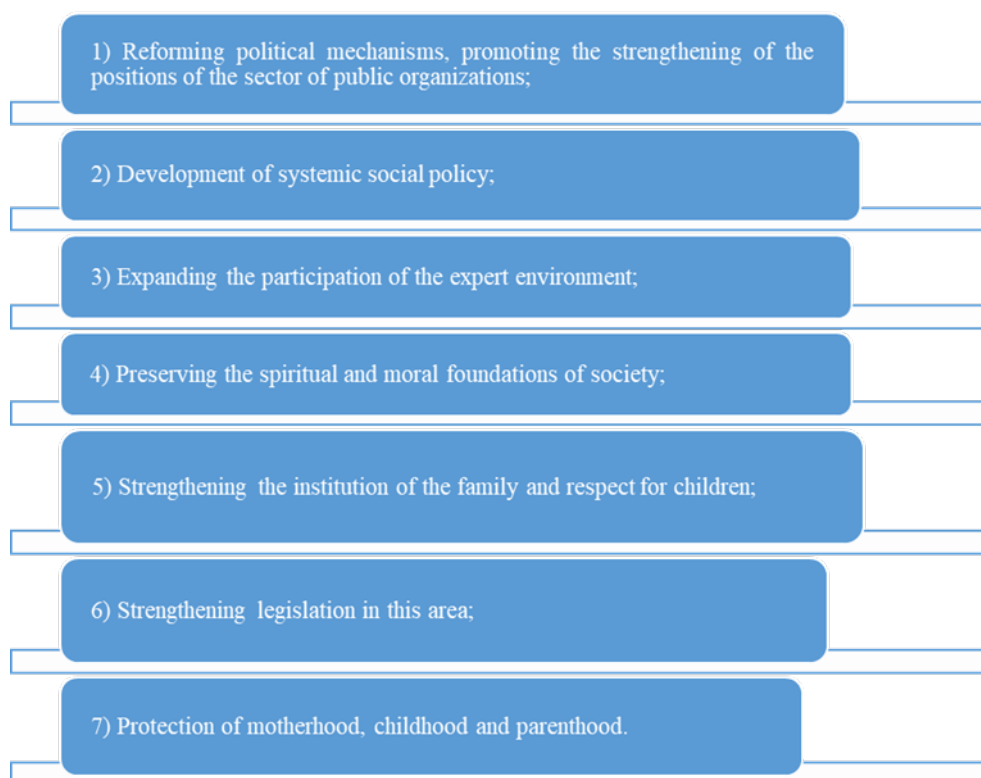 1) Reforming political mechanisms, promoting the strengthening of the
positions of the sector of public organizations;
2) Development of systemic social policy;
3) Expanding the participation of the expert environment;
4) Preserving the spiritual and moral foundations of society;
5) Strengthening the institution of the family and respect for children;
6) Strengthening legislation in this area;
7) Protection of motherhood, childhood and parenthood.